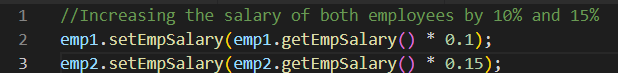 1 //Increasing the salary of both employees by 10% and 15%
2 emp1.setEmpSalary(emp1.getEmpSalary() * 0.1);
3 emp2.setEmpSalary(emp2.getEmpSalary() * 0.15);